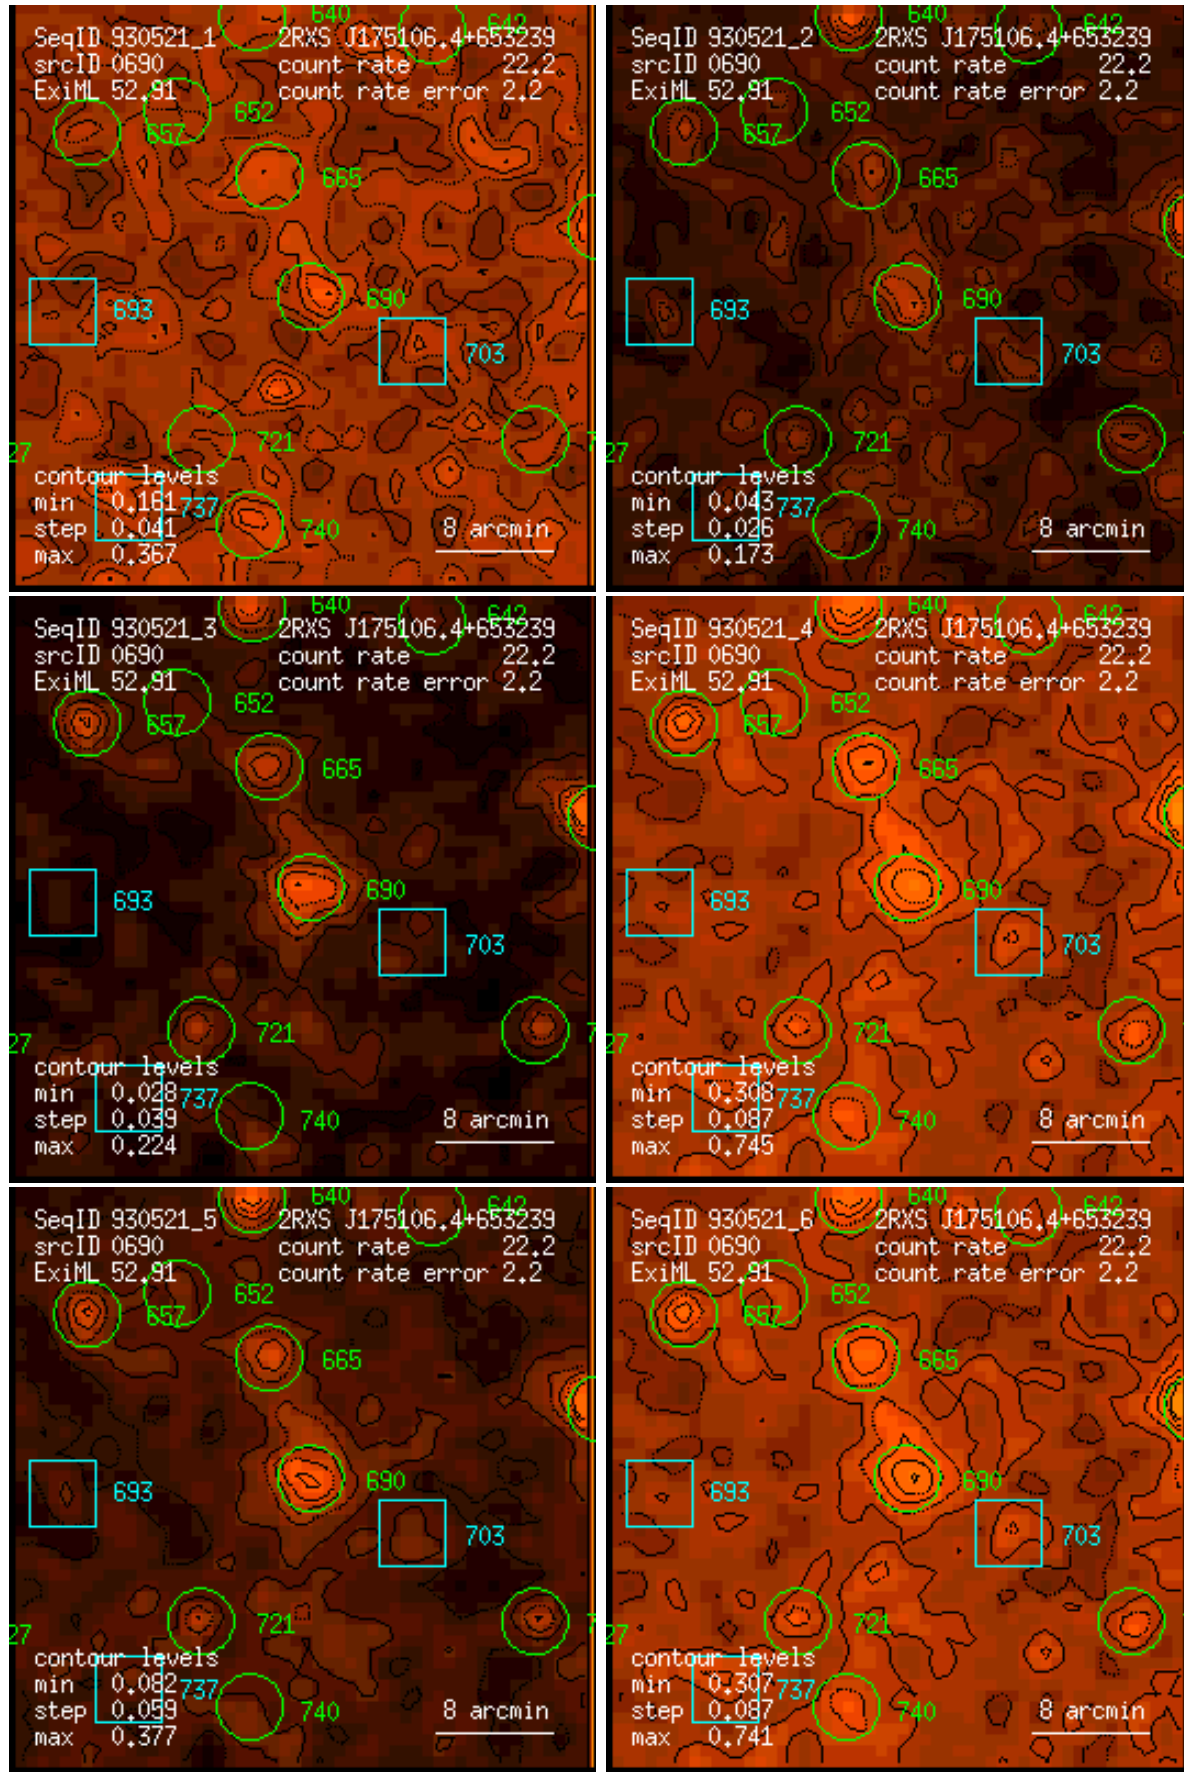 640 642
SeqID 930521_1 2RXS J175106.4+653239
srcID 0690 count rate 22.2
ExiML 52.91 count rate error 2.2
652
657
665
690
693
703
721
27
contour levels
min 0.161
737
step 0.041
740
8 arcmin
max 0.367
640 642
SeqID 930521_2 2RXS J175106.4+653239
srcID 0690 count rate 22.2
ExiML 52.91 count rate error 2.2
652
657
665
690
693
703
721
27
contour levels
min 0.043
737
step 0.026
740
8 arcmin
max 0.173
640 642
SeqID 930521_3 2RXS J175106.4+653239
srcID 0690 count rate 22.2
ExiML 52.91 count rate error 2.2
652
657
665
690
693
703
721
27
contour levels
min 0.028
737
step 0.039
740
8 arcmin
max 0.224
640 642
SeqID 930521_4 2RXS J175106.4+653239
srcID 0690 count rate 22.2
ExiML 52.91 count rate error 2.2
652
657
665
690
693
703
721
27
contour levels
min 0.308
737
step 0.087
740
8 arcmin
max 0.745
640 642
SeqID 930521_5 2RXS J175106.4+653239
srcID 0690 count rate 22.2
ExiML 52.91 count rate error 2.2
652
657
665
690
693
703
721
27
contour levels
min 0.082
737
step 0.059
740
8 arcmin
max 0.377
640 642
SeqID 930521_6 2RXS J175106.4+653239
srcID 0690 count rate 22.2
ExiML 52.91 count rate error 2.2
652
657
665
690
693
703
721
27
contour levels
min 0.307
737
step 0.087
740
8 arcmin
max 0.741